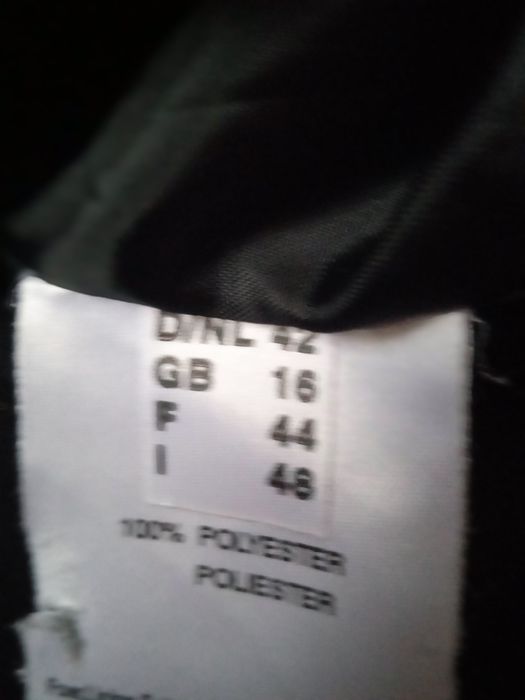 D/NL 42
GB 16
F 44
I 48
100% POLYESTER
POLIESTER